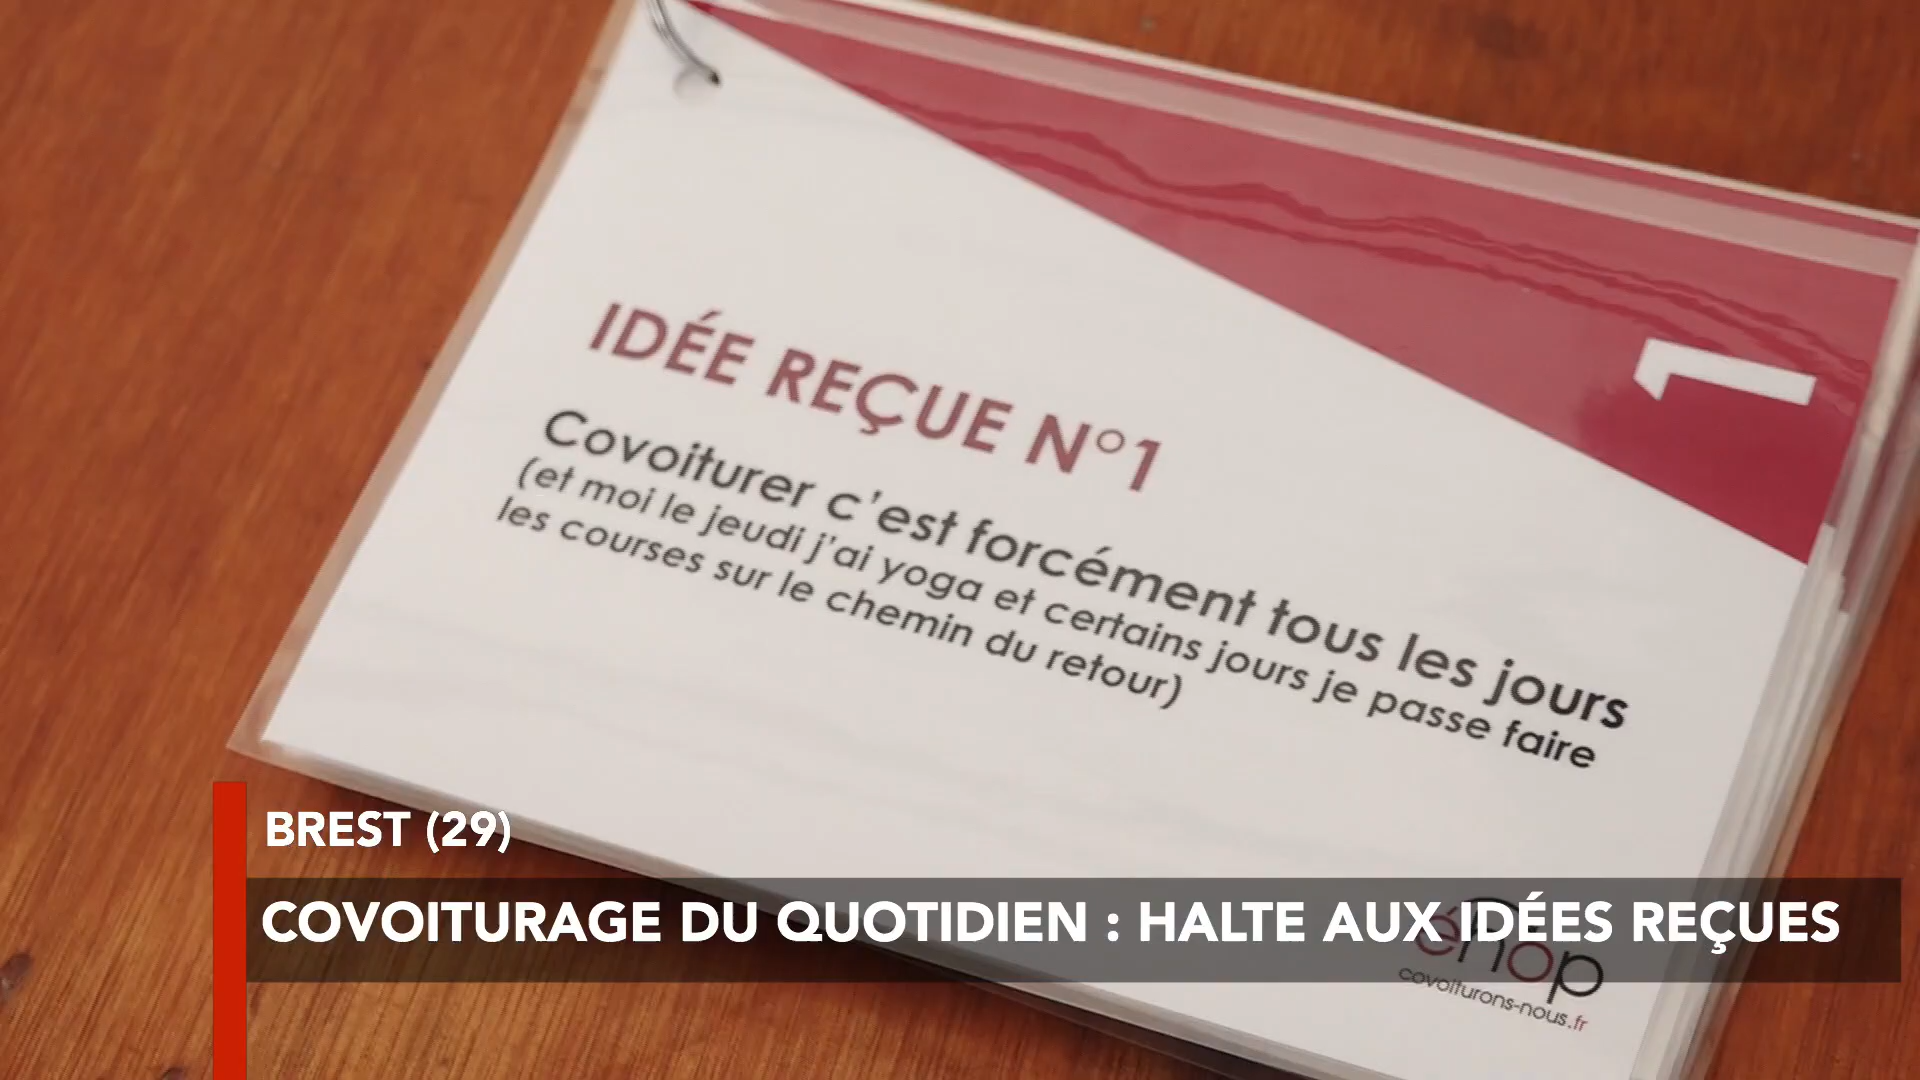 1
IDÉE REÇUE N°1
Covoiturer c'est forcément tous les jours
(et moi le jeudi j'ai yoga et certains jours je passe faire
les courses sur le chemin du retour)
BREST (29)
COVOITURAGE DU QUOTIDIEN : HALTE AUX IDÉES REÇUES
éhop
covoiturons-nous.fr